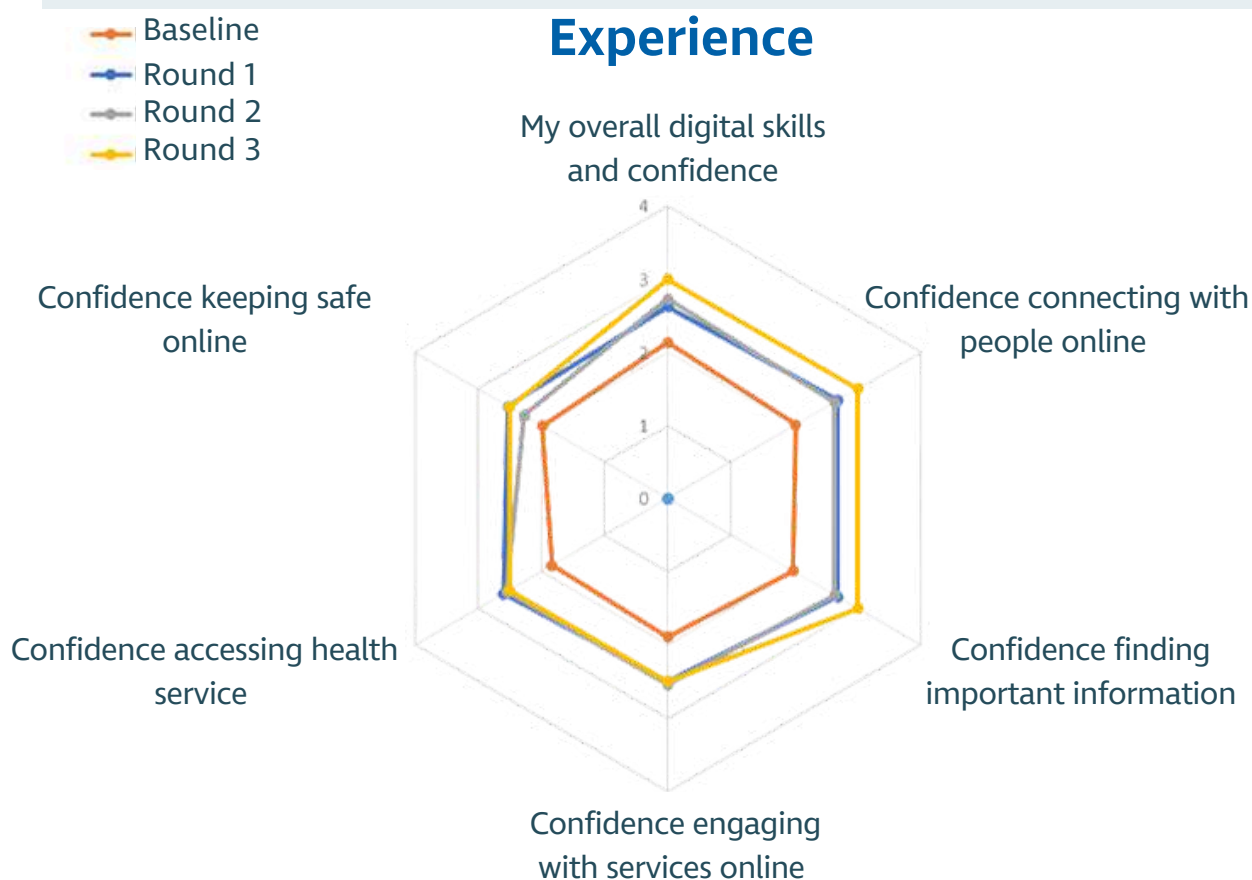 Baseline
Round 1
Round 2
Round 3
Experience
My overall digital skills
and confidence
4
3
2
1
0
Confidence keeping safe
online
Confidence connecting with
people online
Confidence accessing health
service
Confidence finding
important information
Confidence engaging
with services online